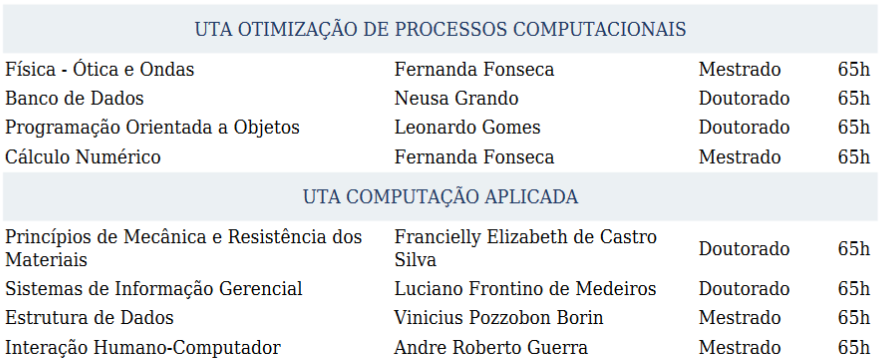 UTA OTIMIZAÇÃO DE PROCESSOS COMPUTACIONAIS
Física - Ótica e Ondas Fernanda Fonseca Mestrado 65h
Banco de Dados Neusa Grando Doutorado 65h
Programação Orientada a Objetos Leonardo Gomes Doutorado 65h
Cálculo Numérico Fernanda Fonseca Mestrado 65h
UTA COMPUTAÇÃO APLICADA
Princípios de Mecânica e Resistência dos Francielly Elizabeth de Castro
Materiais Silva Doutorado 65h
Sistemas de Informação Gerencial Luciano Frontino de Medeiros Doutorado 65h
Estrutura de Dados Vinicius Pozzobon Borin Mestrado 65h
Interação Humano-Computador Andre Roberto Guerra Mestrado 65h